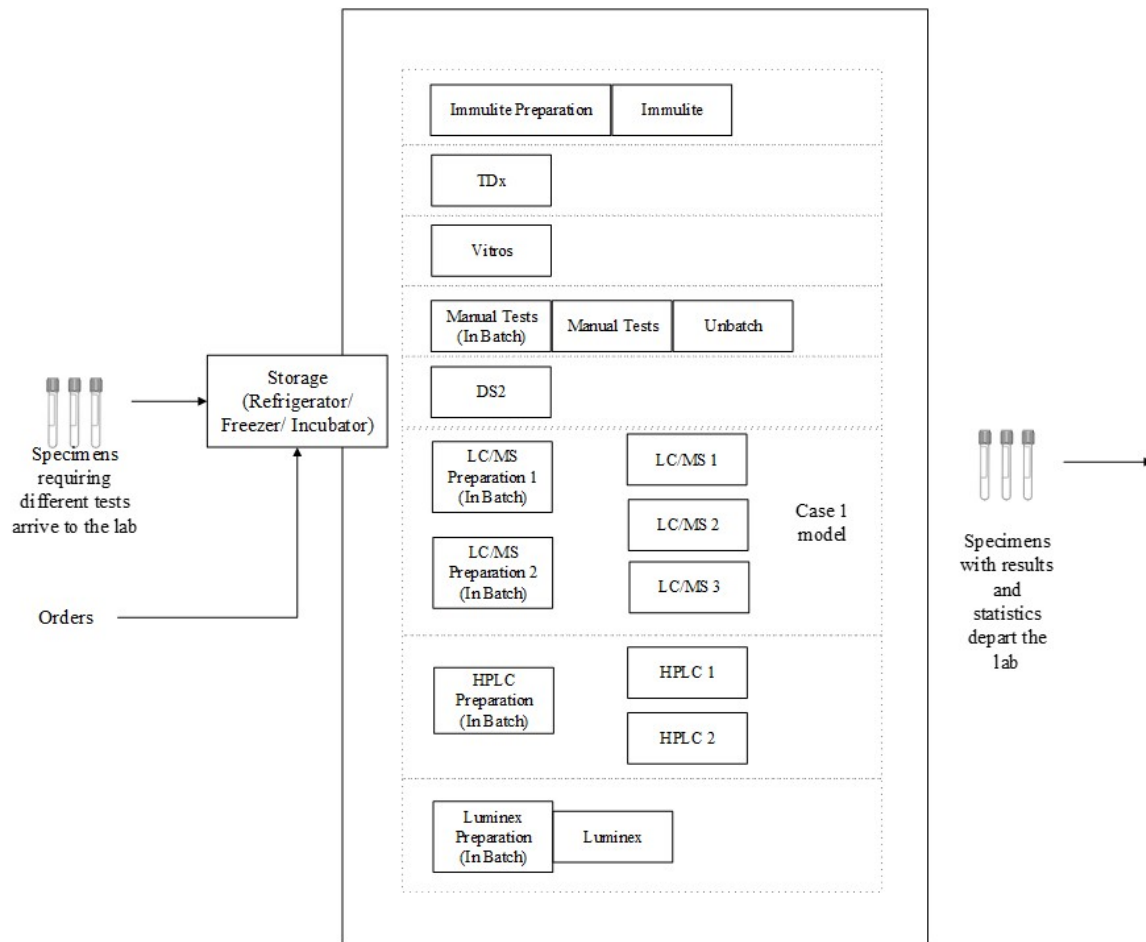 Immulite Preparation
Immulite
TDx
Vitros
Manual Tests
(In Batch)
Manual Tests
Unbatch
Storage
(Refrigerator/
Freezer/ Incubator)
DS2
Specimens
requiring
different tests
arrive to the lab
Orders
LC/MS
Preparation 1
(In Batch)
LC/MS
Preparation 2
(In Batch)
LC/MS 1
LC/MS 2
LC/MS 3
Case 1
model
HPLC
Preparation
(In Batch)
HPLC 1
HPLC 2
Luminex
Preparation
(In Batch)
Luminex
Specimens
with results
and
statistics
depart the
lab